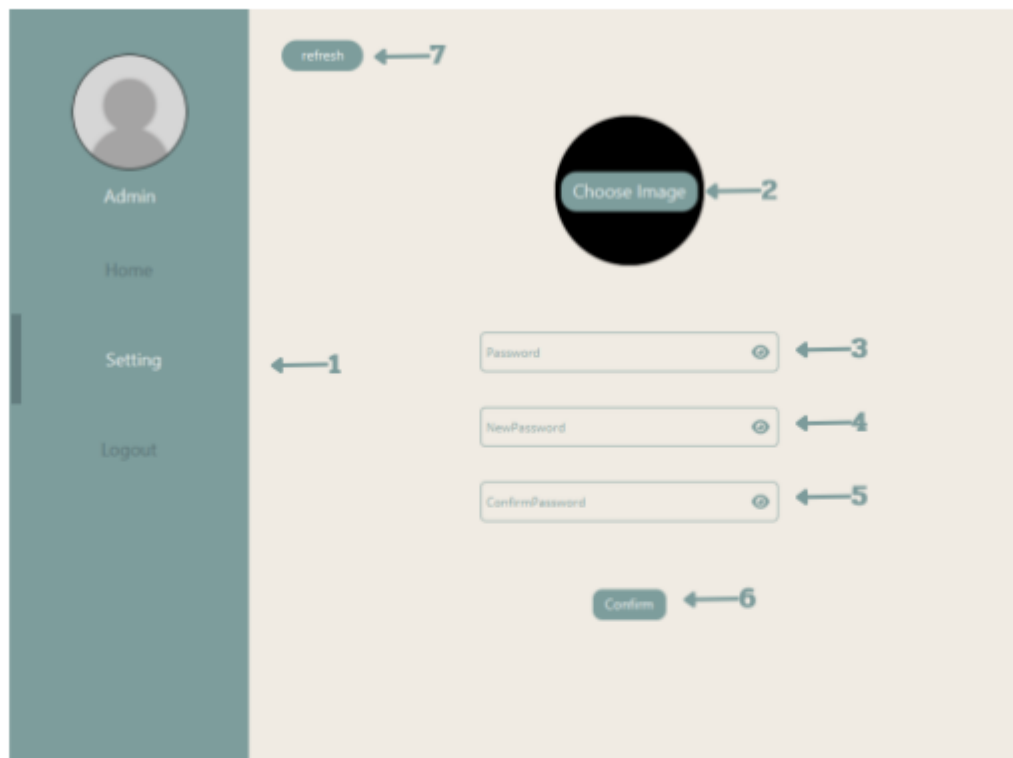 refresh
7
Admin
Choose Image
2
Home
Setting
1
Password
3
NewPassword
4
Logout
ConfirmPassword
5
Confirm
6